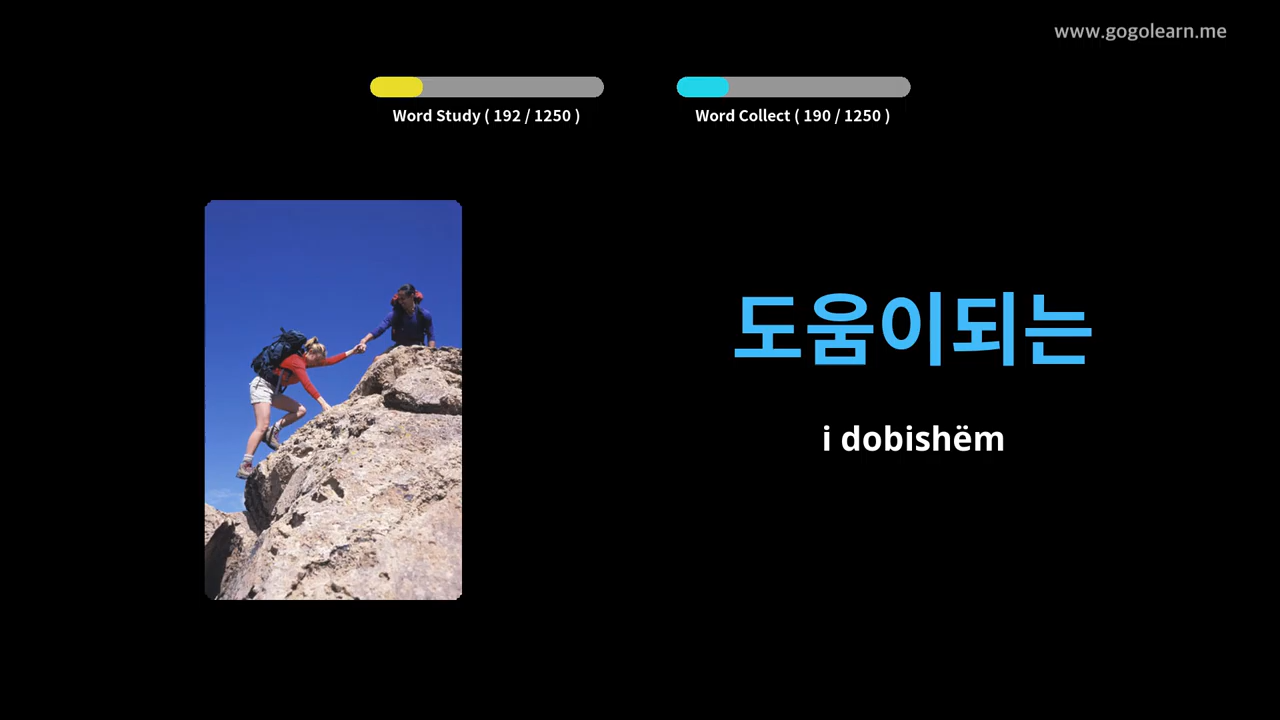 www.gogolearn.me
Word Study ( 192 / 1250 )
Word Collect ( 190 / 1250 )
도움이되는
i dobishëm